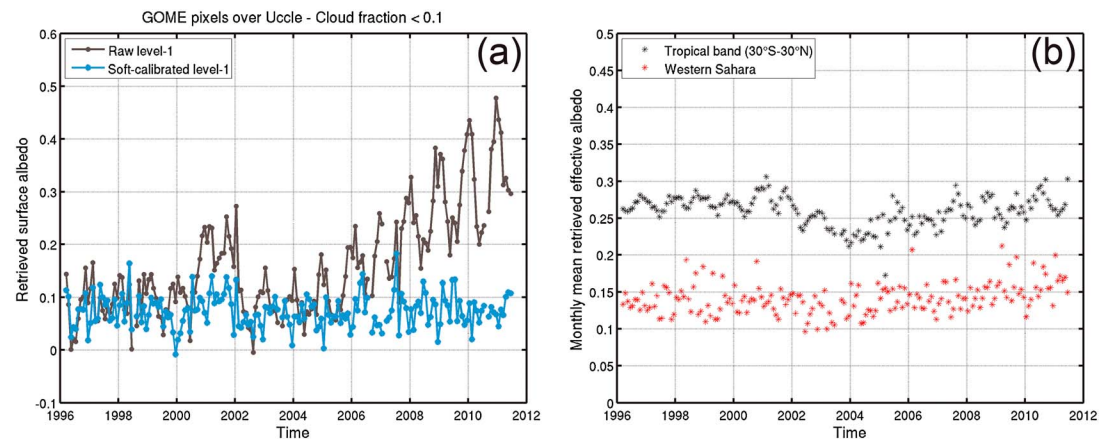 GOME pixels over Uccle - Cloud fraction < 0.1
(a)
Raw level-1
Soft-calibrated level-1
Retrieved surface albedo
0.6
0.5
0.4
0.3
0.2
0.1
0
-0.1
1996 1998 2000 2002 2004 2006 2008 2010 2012
Time
(b)
Tropical band (30°S-30°N)
Western Sahara
Monthly mean retrieved effective albedo
0.5
0.45
0.4
0.35
0.3
0.25
0.2
0.15
0.1
0.05
0
1996 1998 2000 2002 2004 2006 2008 2010 2012
Time